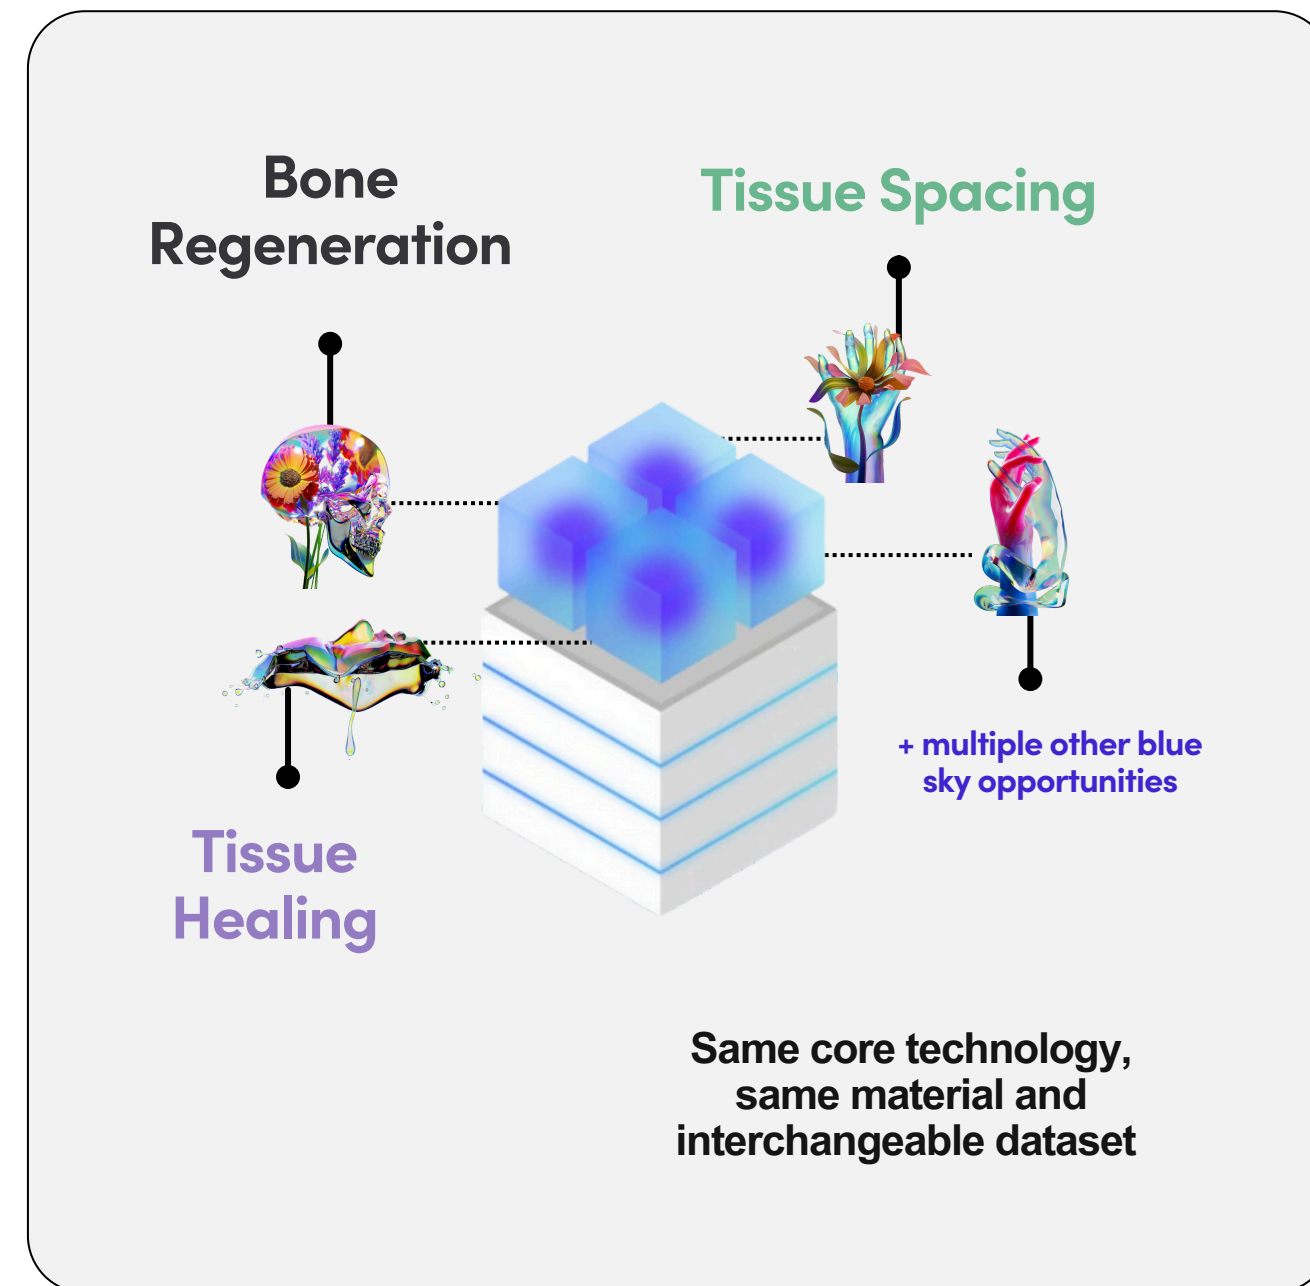 Bone
Regeneration
Tissue Spacing
+ multiple other blue
sky opportunities
Tissue
Healing
Same core technology,
same material and
interchangeable dataset